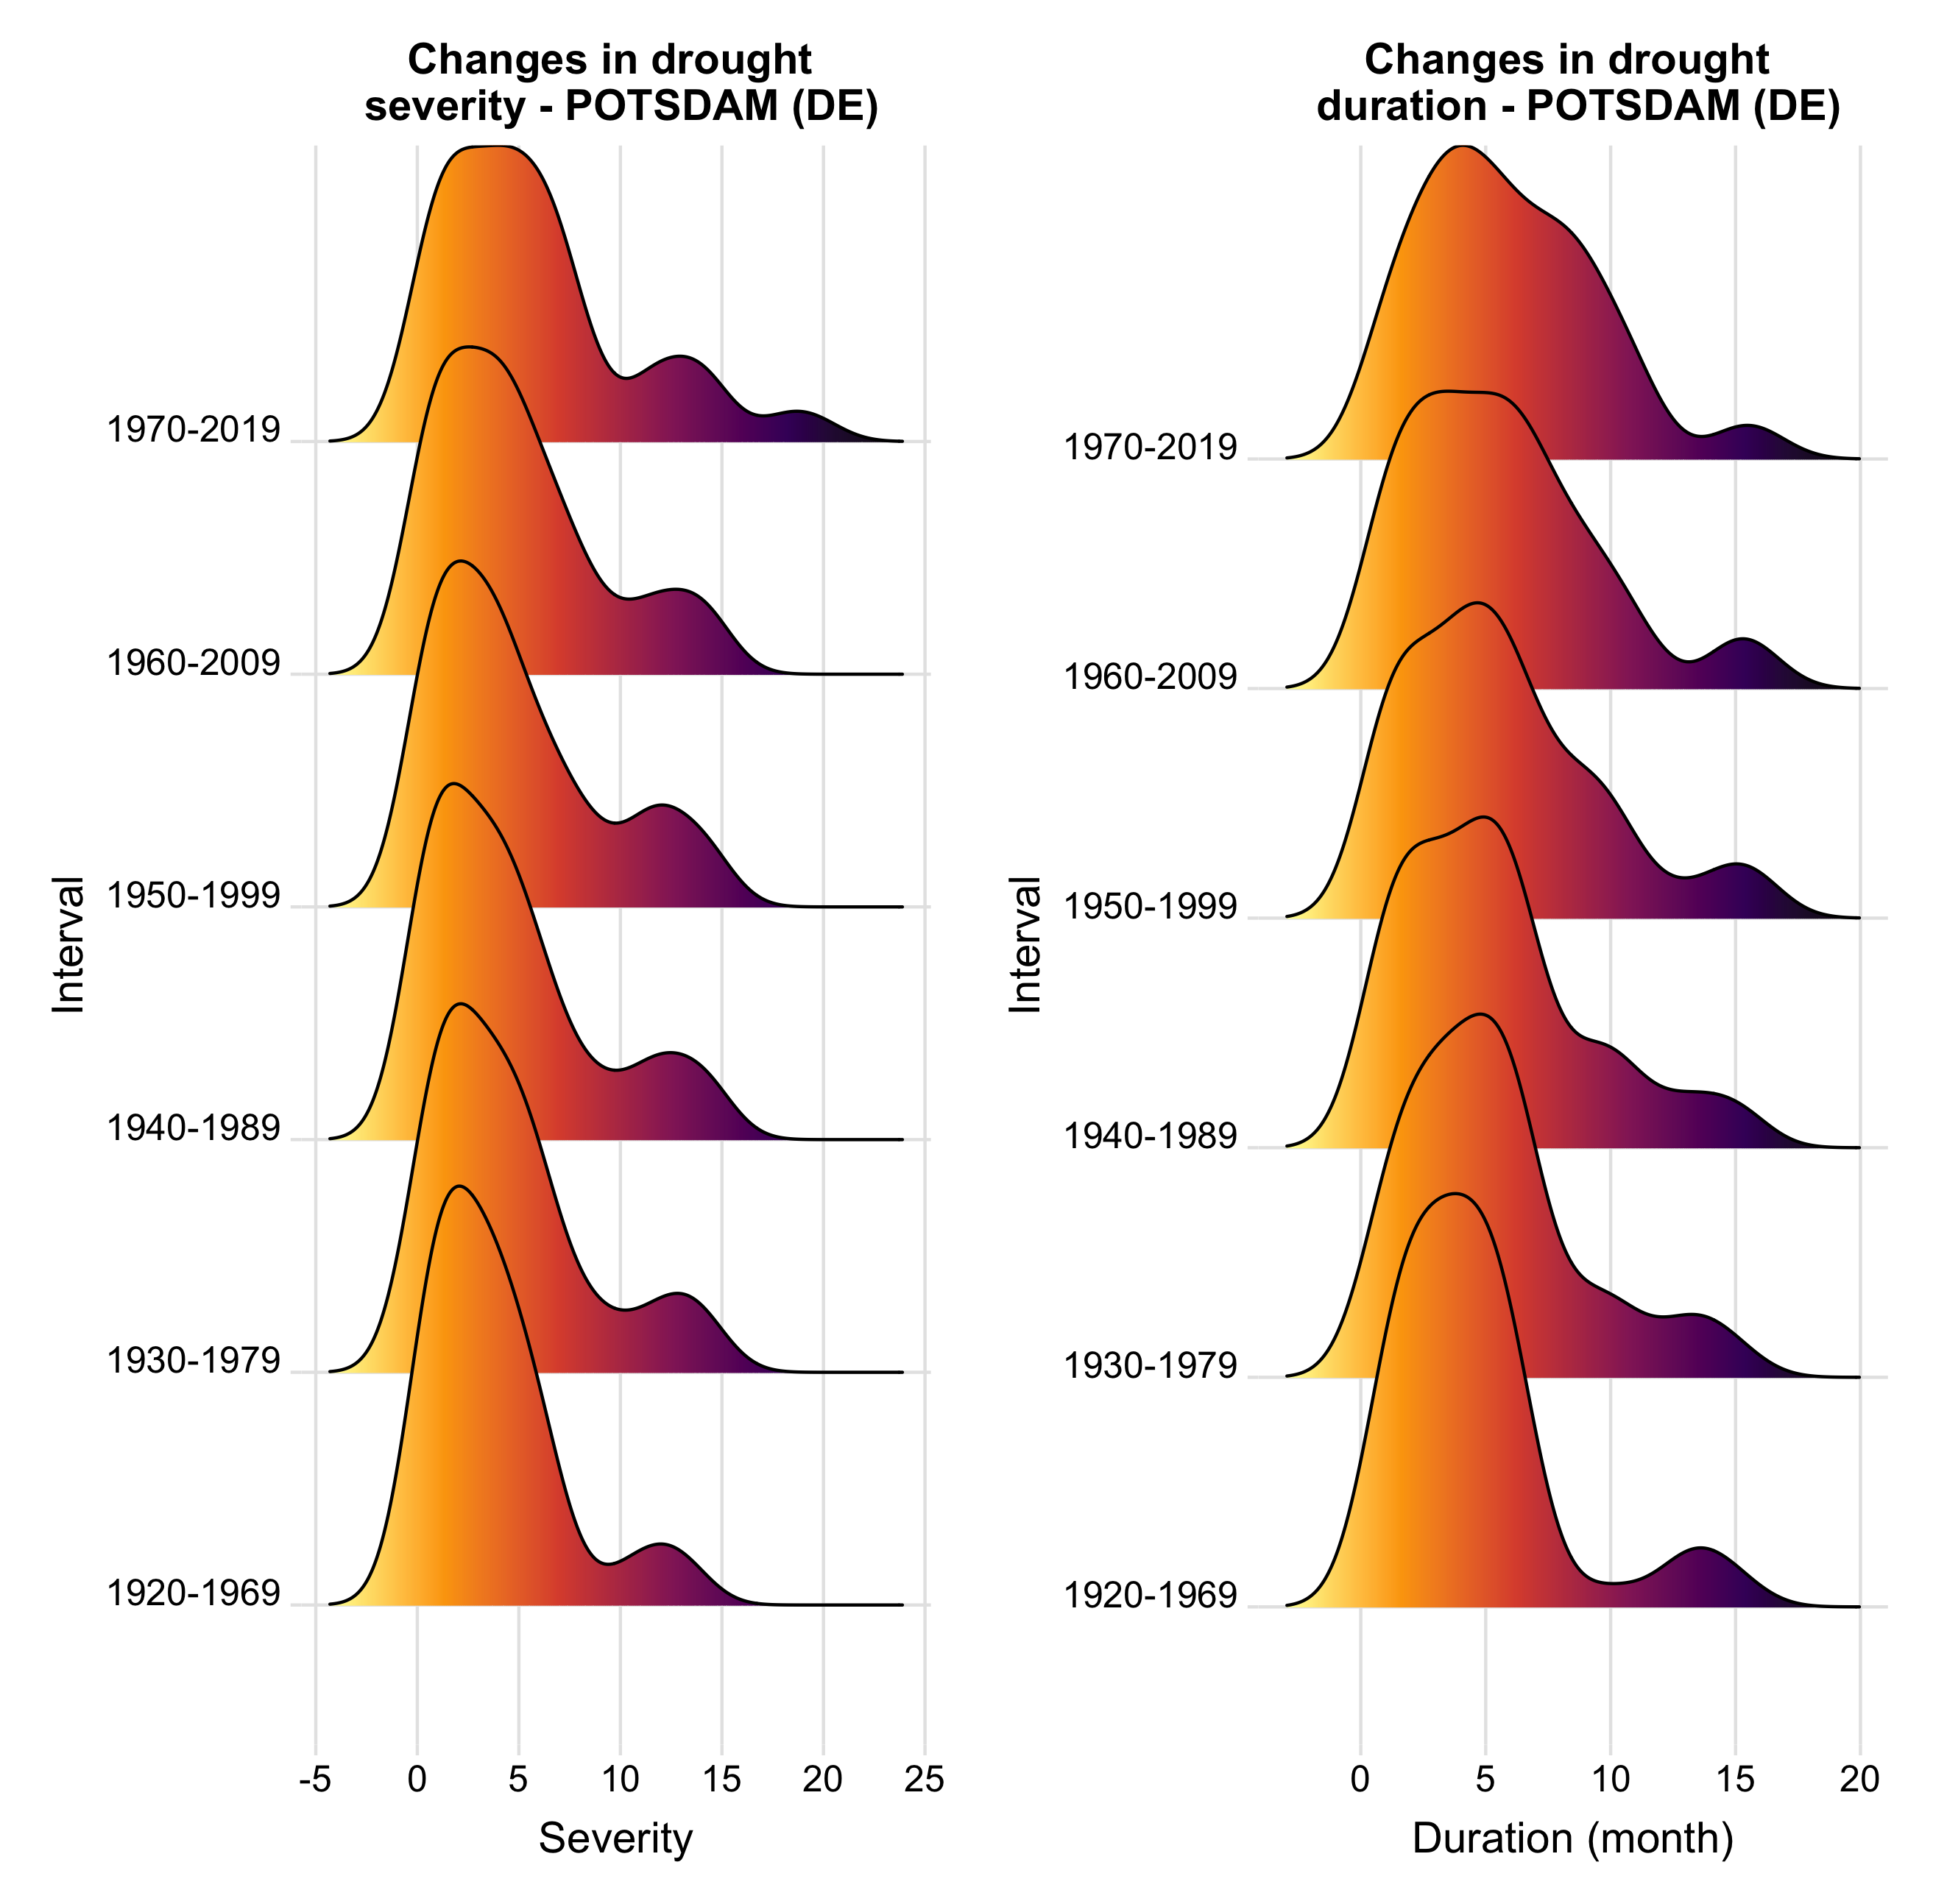 Changes in drought
severity - POTSDAM (DE)
Interval
1970-2019
1960-2009
1950-1999
1940-1989
1930-1979
1920-1969
-5 0 5 10 15 20 25
Severity
Changes in drought
duration - POTSDAM (DE)
Interval
1970-2019
1960-2009
1950-1999
1940-1989
1930-1979
1920-1969
0 5 10 15 20
Duration (month)